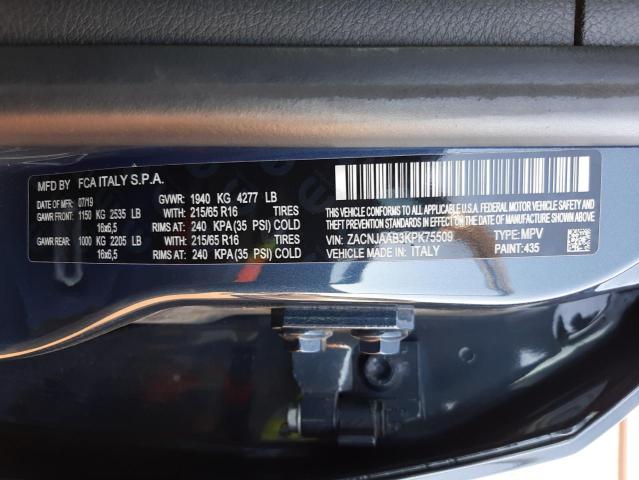 MFD BY FCA ITALY S.P.A.
DATE OF MFR: 07/19 GVWR: 1940 KG 4277 LB
GAWR FRONT: 1150 KG 2535 LB WITH: 215/65 R16 TIRES
16x6,5 RIMS AT: 240 KPA(35 PSI) COLD
GAWR REAR: 1000 KG 2205 LB WITH: 215/65 R16 TIRES
16x6,5 RIMS AT: 240 KPA(35 PSI) COLD
THIS VEHICLE CONFORMS TO ALL APPLICABLE U.S.A. FEDERAL MOTOR VEHICLE SAFETY AND
THEFT PREVENTION STANDARDS IN EFFECT ON THE DATE OF MANUFACTURE SHOWN ABOVE.
VIN: ZACNJAAB3KPK75509 TYPE: MPV
VEHICLE MADE IN: ITALY PAINT: 435